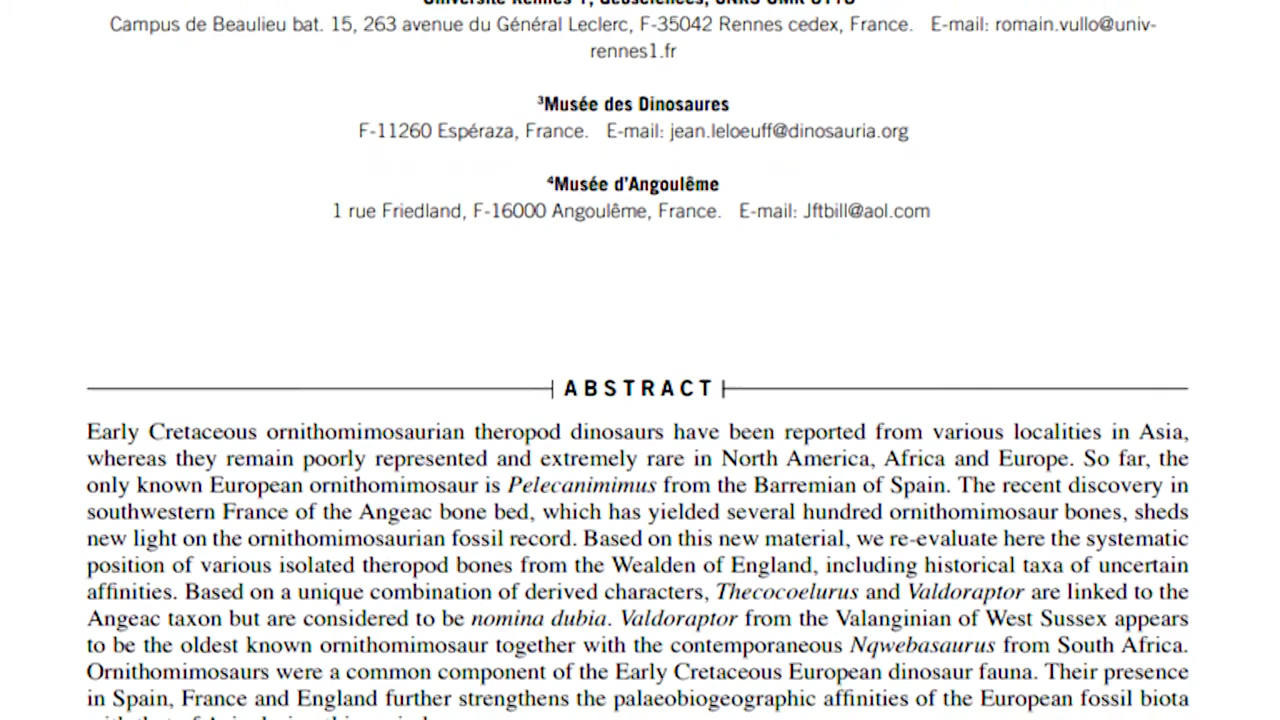 Université Rennes 1, Géosciences, CNRS UMR 6118
Campus de Beaulieu bat. 15, 263 avenue du Général Leclerc, F-35042 Rennes cedex, France. E-mail: romain.vullo@univ-
rennes1.fr
³Musée des Dinosaures
F-11260 Espéraza, France. E-mail: jean.leloeuff@dinosauria.org
⁴Musée d'Angoulême
1 rue Friedland, F-16000 Angoulême, France. E-mail: Jftbill@aol.com
ABSTRACT
Early Cretaceous ornithomimosaurian theropod dinosaurs have been reported from various localities in Asia,
whereas they remain poorly represented and extremely rare in North America, Africa and Europe. So far, the
only known European ornithomimosaur is Pelecanimimus from the Barremian of Spain. The recent discovery in
southwestern France of the Angeac bone bed, which has yielded several hundred ornithomimosaur bones, sheds
new light on the ornithomimosaurian fossil record. Based on this new material, we re-evaluate here the systematic
position of various isolated theropod bones from the Wealden of England, including historical taxa of uncertain
affinities. Based on a unique combination of derived characters, Thecocoelurus and Valdoraptor are linked to the
Angeac taxon but are considered to be nomina dubia. Valdoraptor from the Valanginian of West Sussex appears
to be the oldest known ornithomimosaur together with the contemporaneous Nqwebasaurus from South Africa.
Ornithomimosaurs were a common component of the Early Cretaceous European dinosaur fauna. Their presence
in Spain, France and England further strengthens the palaeobiogeographic affinities of the European fossil biota